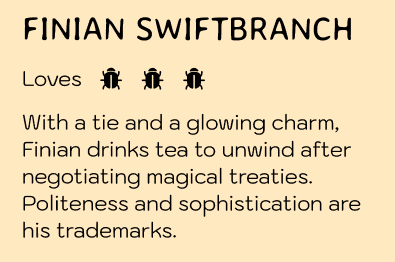 FINIAN SWIFTBRANCH
Loves
With a tie and a glowing charm,
Finian drinks tea to unwind after
negotiating magical treaties.
Politeness and sophistication are
his trademarks.